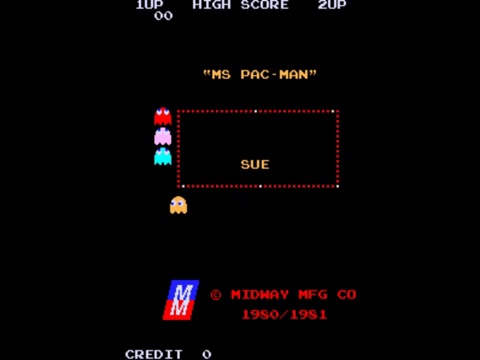 1UP HIGH SCORE 2UP
00
"MS PAC-MAN"
SUE
MM
© MIDWAY MFG CO
1980/1981
CREDIT 0